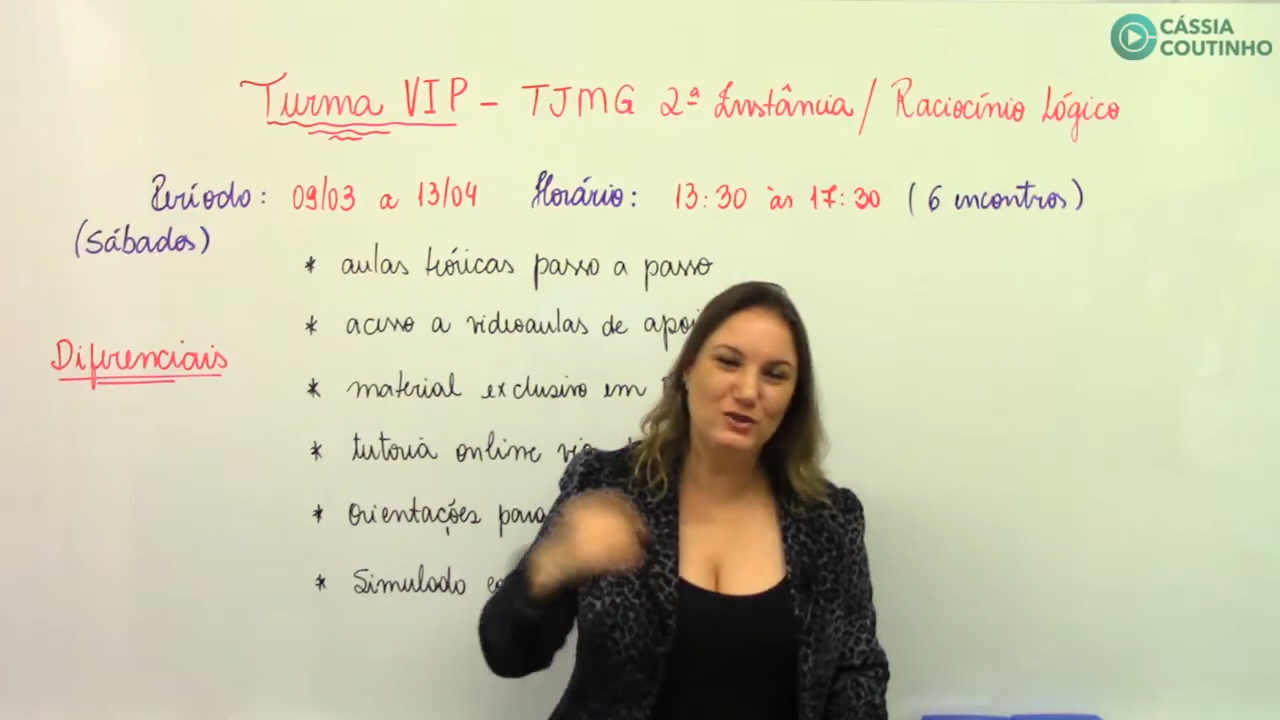 CÁSSIA
COUTINHO
Turma VIP - TJMG 2ª Instância / Raciocínio Lógico
Período: 09/03 a 13/04 Horário: 13:30 às 17:30 (6 encontros)
(Sábados)
* aulas teóricas passo a passo
* acesso a videoaulas de apoi
Diferenciais
* material exclusivo em
* tutoria online via
* orientações para
* Simulado